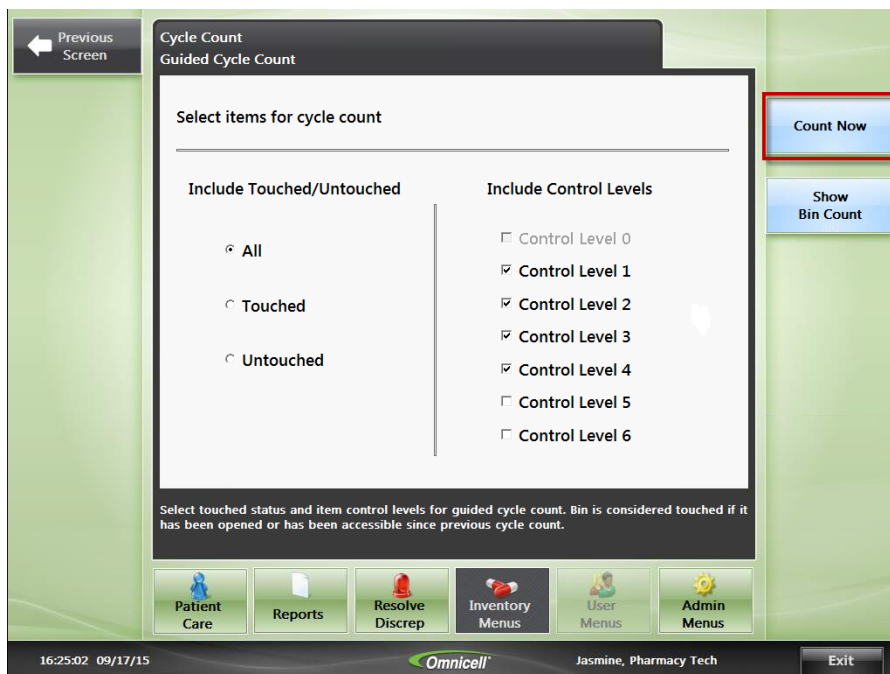 Previous
Screen
Cycle Count
Guided Cycle Count
Select items for cycle count
Count Now
Include Touched/Untouched
Include Control Levels
Show
Bin Count
All
Touched
Untouched
Control Level 0
Control Level 1
Control Level 2
Control Level 3
Control Level 4
Control Level 5
Control Level 6
Select touched status and item control levels for guided cycle count. Bin is considered touched if it
has been opened or has been accessible since previous cycle count.
Patient
Care
Reports
Resolve
Discrep
Inventory
Menus
User
Menus
Admin
Menus
16:25:02 09/17/15
Omnicell
Jasmine, Pharmacy Tech
Exit